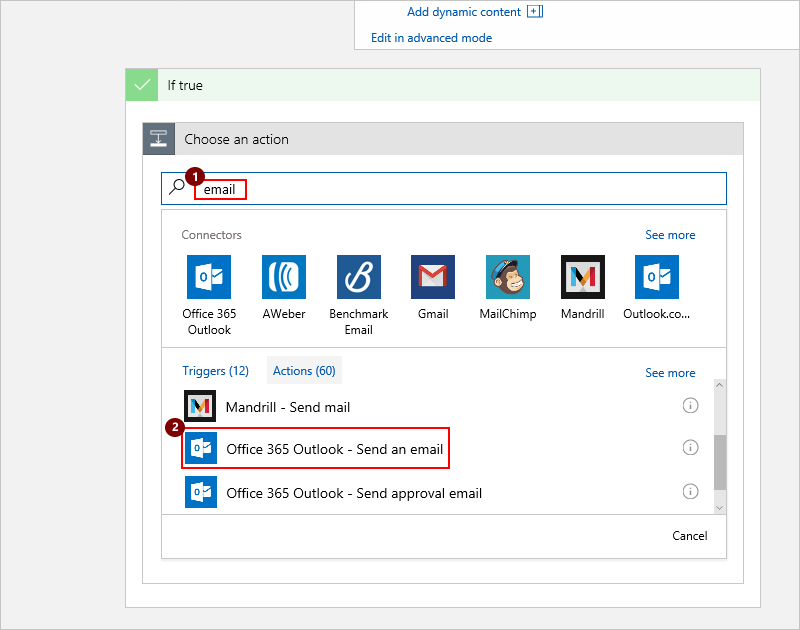 Add dynamic content
Edit in advanced mode
If true
Choose an action
1
email
Connectors
See more
Office 365
Outlook
AWeber
Benchmark
Email
Gmail
MailChimp
Mandrill
Outlook.co...
Triggers (12)
Actions (60)
See more
Mandrill - Send mail
2
Office 365 Outlook - Send an email
Office 365 Outlook - Send approval email
Cancel